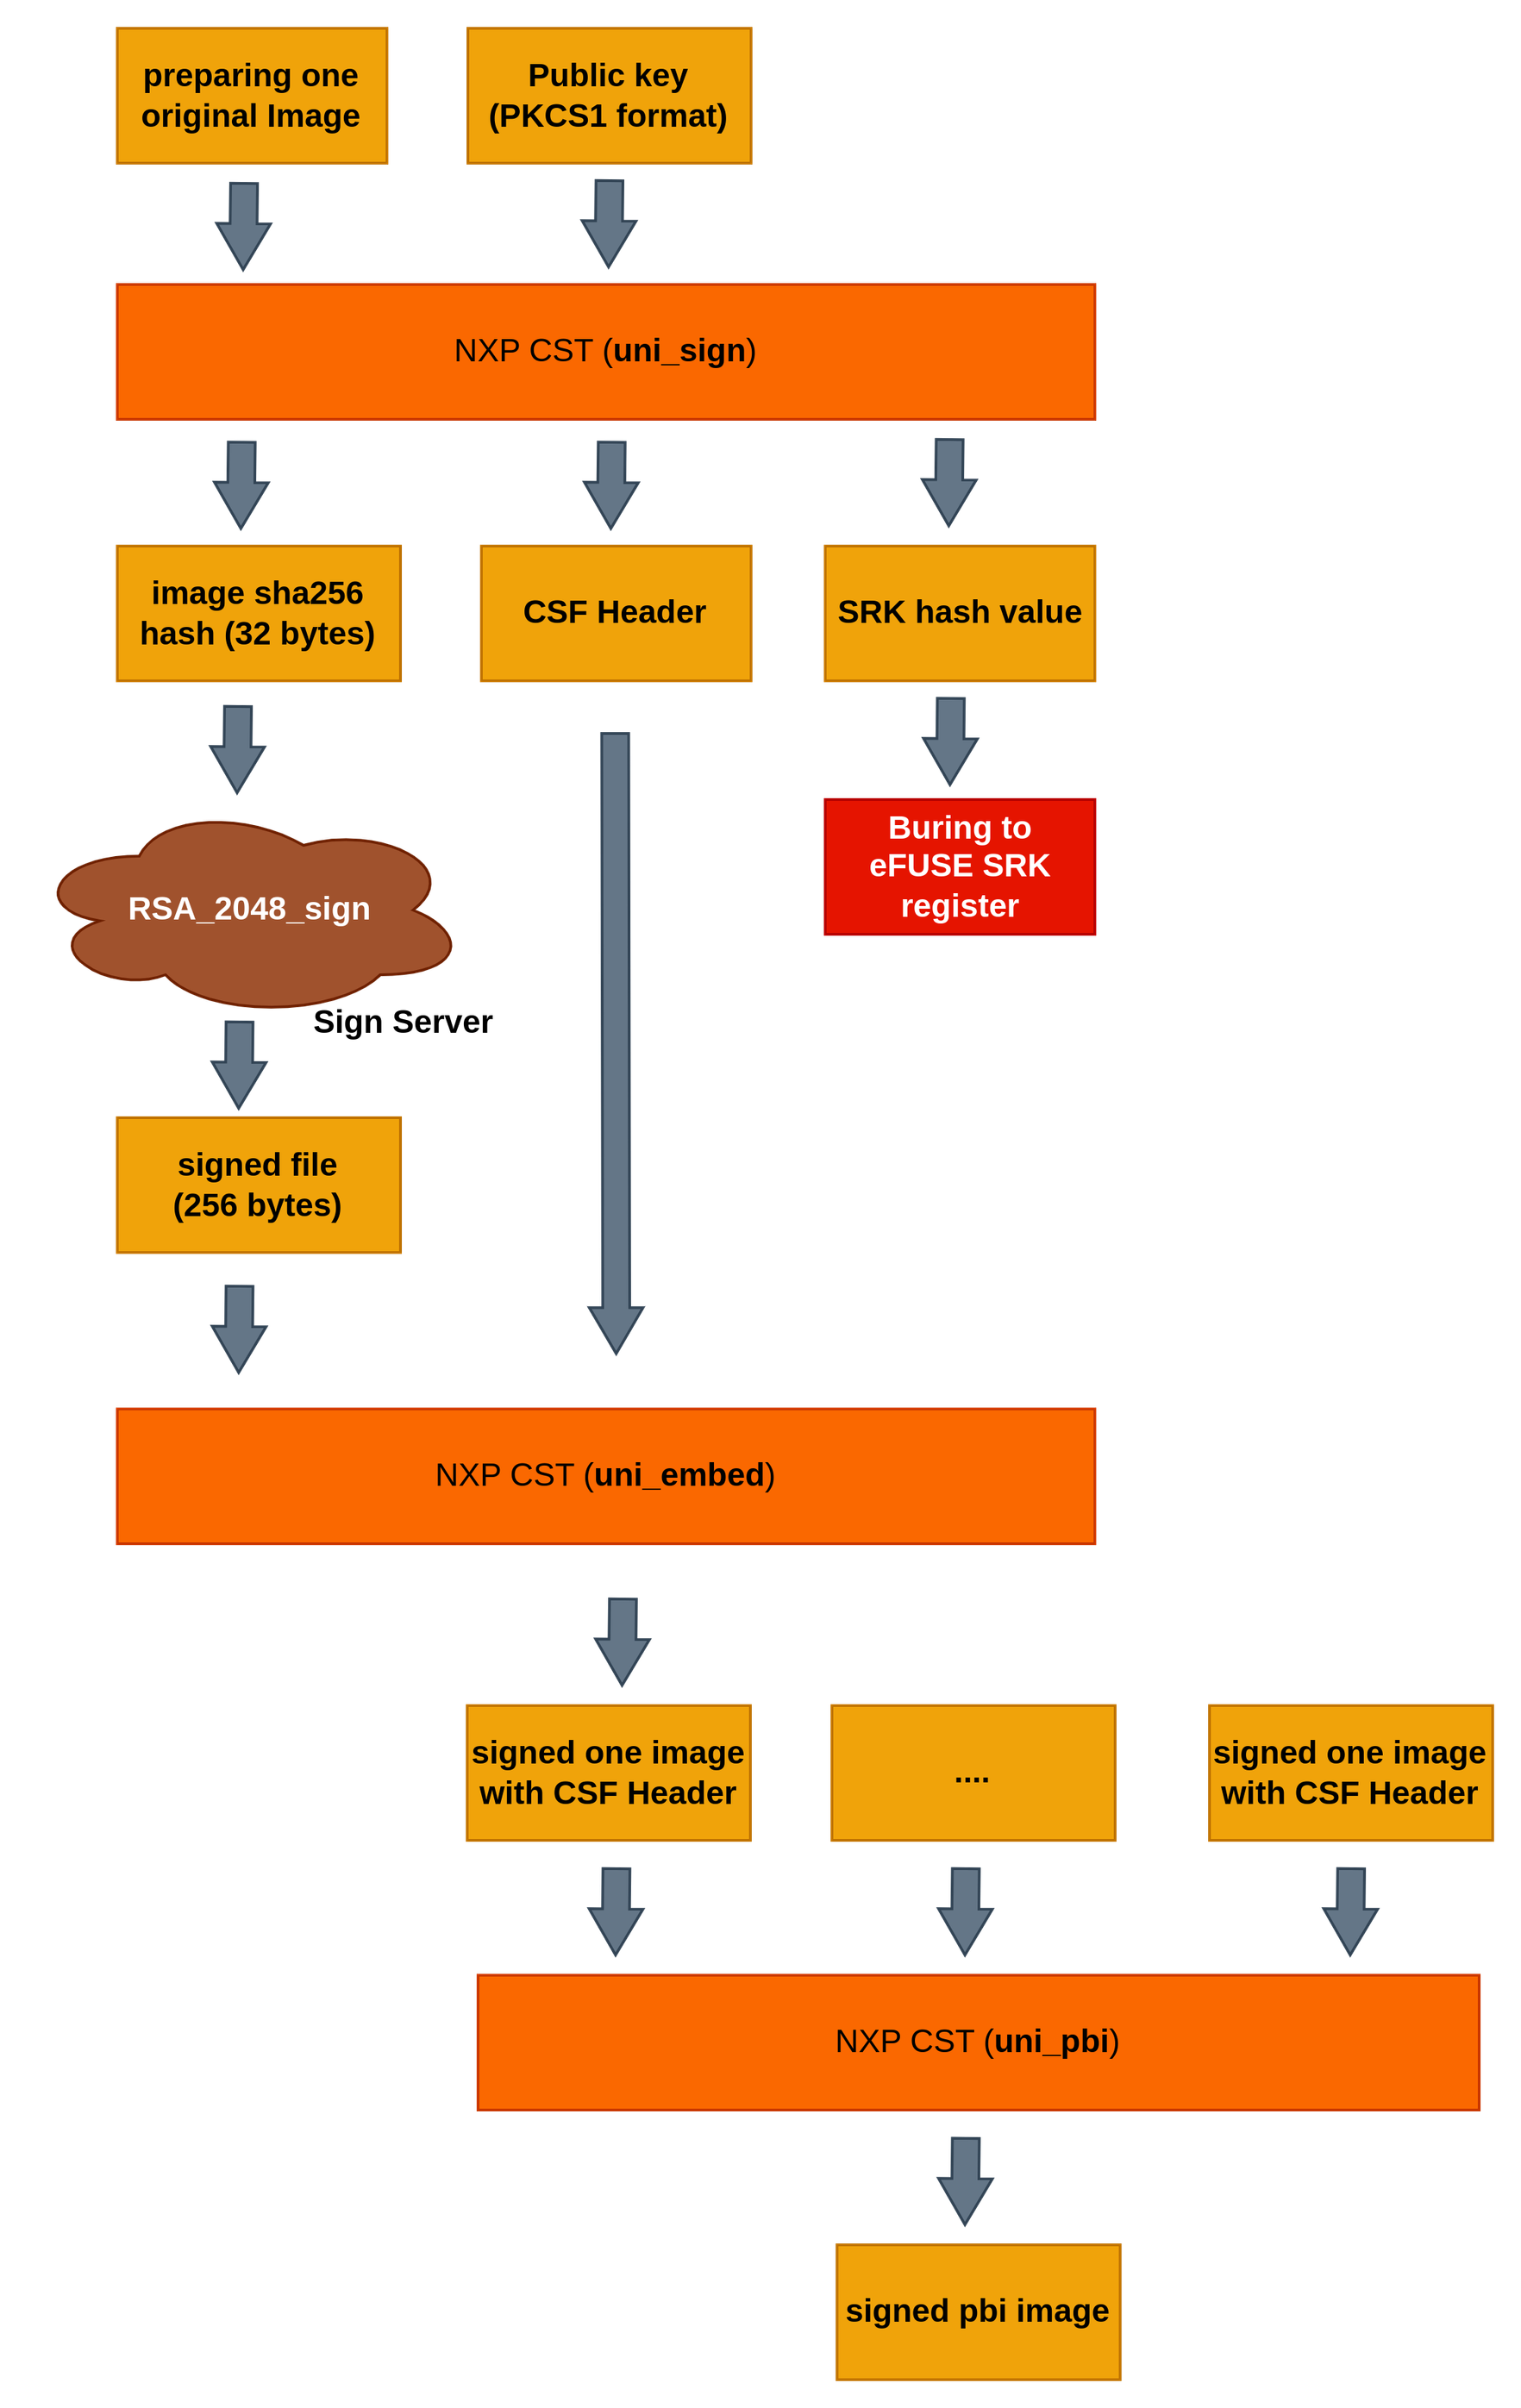 preparing one
original Image
Public key
(PKCS1 format)
NXP CST (uni_sign)
image sha256
hash (32 bytes)
CSF Header
SRK hash value
Buring to
eFUSE SRK
register
RSA_2048_sign
Sign Server
signed file
(256 bytes)
NXP CST (uni_embed)
signed one image
with CSF Header
....
signed one image
with CSF Header
NXP CST (uni_pbi)
signed pbi image